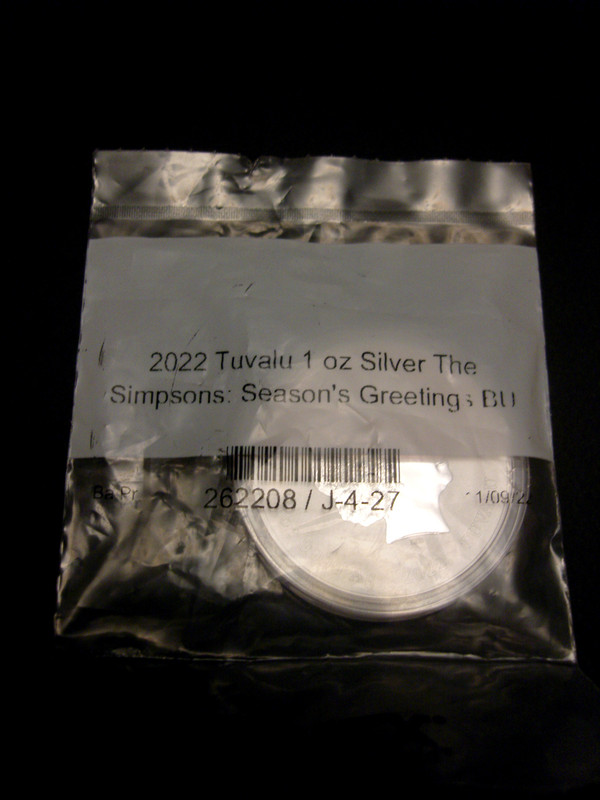 2022 Tuvalu 1 oz Silver The
Simpsons: Season's Greetings BU
262208 / J-4-27